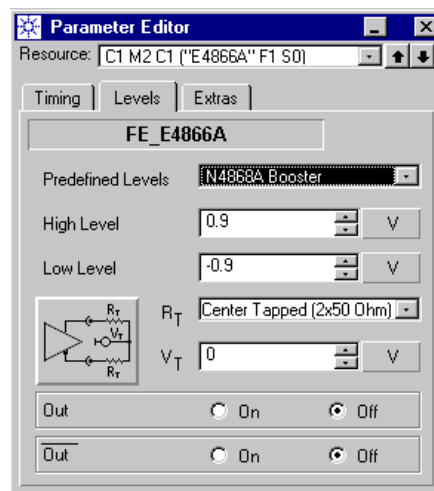 Parameter Editor
Resource: C1 M2 C1 ("E4866A" F1 S0)
Timing Levels Extras
FE_E4866A
Predefined Levels N4868A Booster
High Level 0.9 V
Low Level -0.9 V
RT VT RT
RT Center Tapped (2x50 Ohm)
VT 0 V
Out On Off
Out On Off